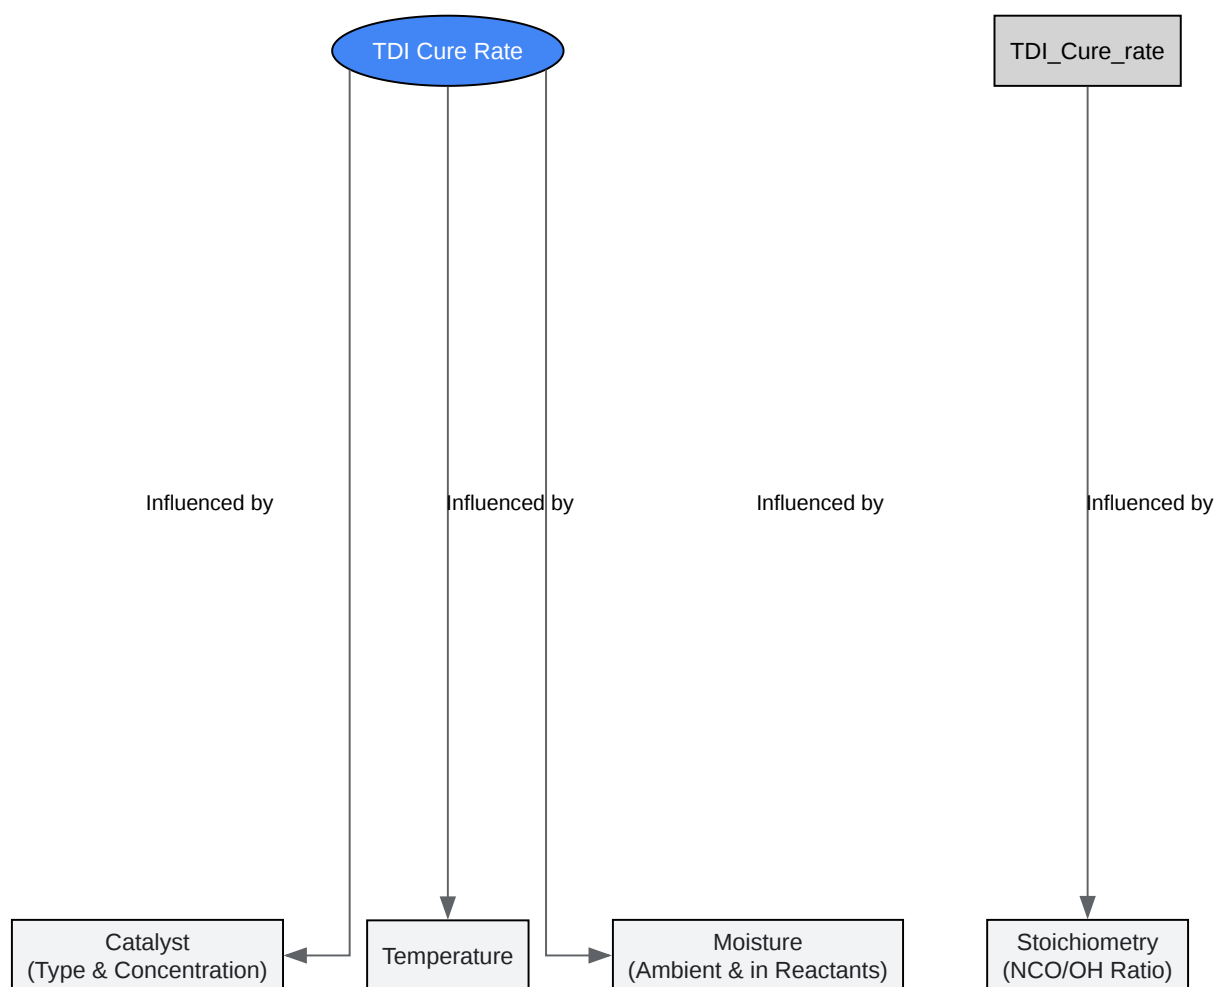 TDI Cure Rate
TDI_Cure_rate
Influenced by
Influenced by
Influenced by
Influenced by
Catalyst
(Type & Concentration)
Temperature
Moisture
(Ambient & in Reactants)
Stoichiometry
(NCO/OH Ratio)